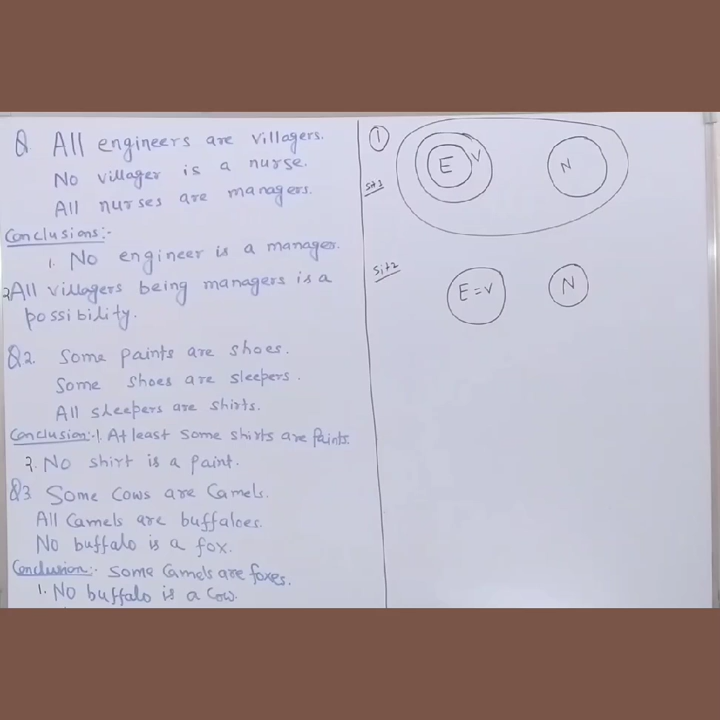 Q All engineers are villagers.
No villager is a nurse.
All nurses are managers.
Conclusions:-
1. No engineer is a manager.
2. All villagers being managers is a
possibility.
Q2. Some paints are shoes.
Some shoes are sleepers.
All sleepers are shirts.
Conclusion:-1. At least some shirts are Paints.
2. No shirt is a paint.
Q3 Some Cows are Camels.
All Camels are buffaloes.
No buffalo is a fox.
Conclusion:- Some Camels are foxes.
1. No buffalo is a Cow.
1
Sit1
E V N
Sit2
E=V N